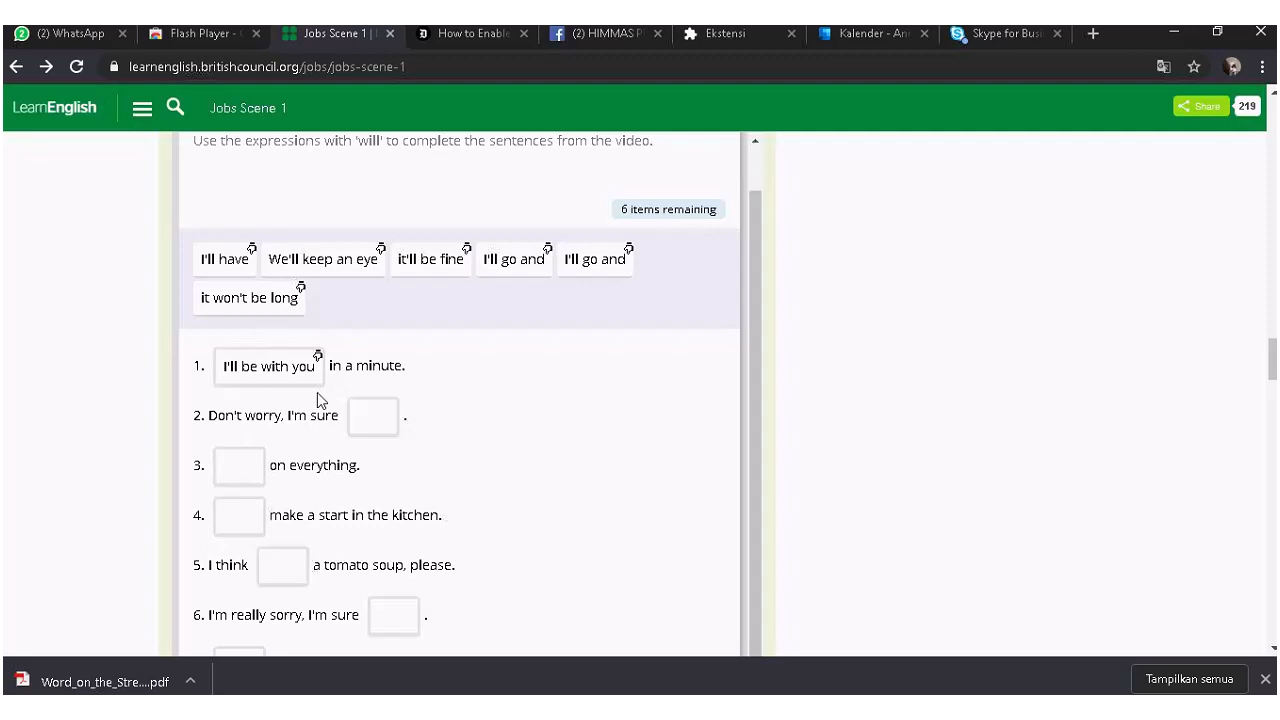 (2) WhatsApp
Flash Player -
Jobs Scene 1 |
How to Enable
(2) HIMMAS P
Ekstensi
Kalender -
Skype for Busi
learnenglish.britishcouncil.org/jobs/jobs-scene-1
LearnEnglish
Jobs Scene 1
Share
219
Use the expressions with 'will' to complete the sentences from the video.
6 items remaining
I'll have We'll keep an eye it'll be fine I'll go and I'll go and
it won't be long
1. I'll be with you in a minute.
2. Don't worry, I'm sure .
3. on everything.
4. make a start in the kitchen.
5. I think a tomato soup, please.
6. I'm really sorry, I'm sure .
Word_on_the_Stre....pdf
Tampilkan semua